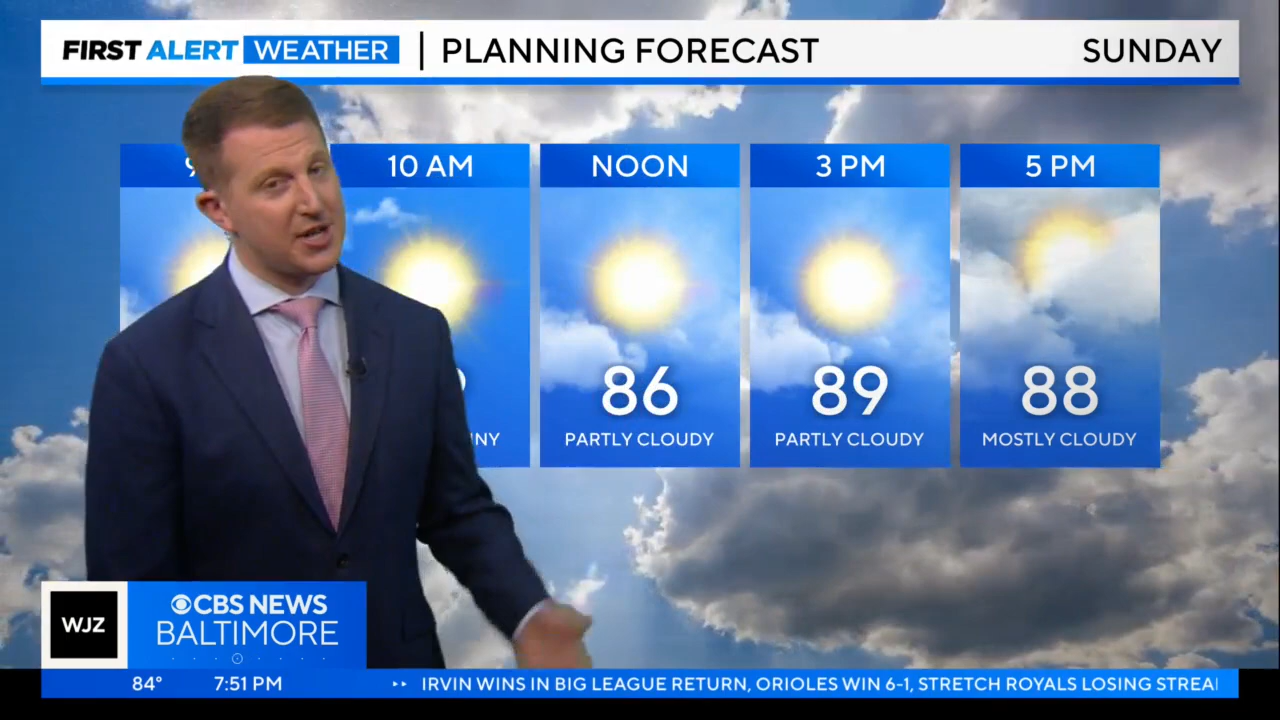 FIRST ALERT WEATHER | PLANNING FORECAST SUNDAY
10 AM NOON 3 PM 5 PM
86 89 88
PARTLY CLOUDY PARTLY CLOUDY MOSTLY CLOUDY
WJZ CBS NEWS
BALTIMORE
84° 7:51 PM IRVIN WINS IN BIG LEAGUE RETURN, ORIOLES WIN 6-1, STRETCH ROYALS LOSING